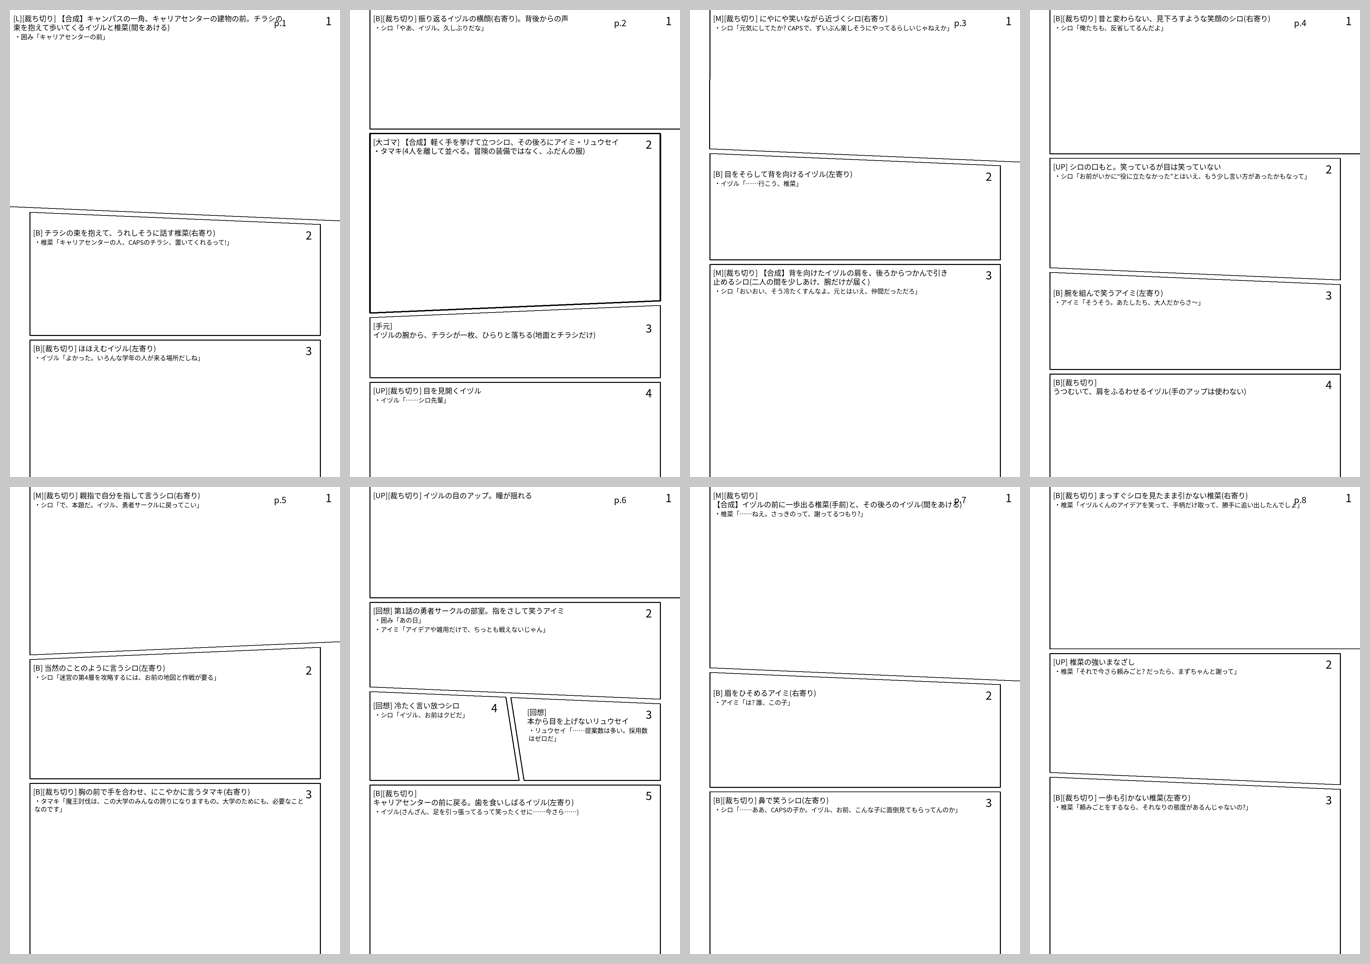 [L][裁ち切り] 【合成】キャンパスの一角、キャリアセンターの建物の前。チラシの
束を抱えて歩いてくるイヅルと椎菜(間をあける)
・囲み「キャリアセンターの前」
p.1
1
[B] チラシの束を抱えて、うれしそうに話す椎菜(右寄り)
・椎菜「キャリアセンターの人、CAPSのチラシ、置いてくれるって!」
2
[B][裁ち切り] ほほえむイヅル(左寄り)
・イヅル「よかった。いろんな学年の人が来る場所だしね」
3
[B][裁ち切り] 振り返るイヅルの横顔(右寄り)。背後からの声
・シロ「やあ、イヅル。久しぶりだな」
p.2
1
[大ゴマ] 【合成】軽く手を挙げて立つシロ、その後ろにアイミ・リュウセイ
・タマキ(4人を離して並べる。冒険の装備ではなく、ふだんの服)
2
[手元]
イヅルの腕から、チラシが一枚、ひらりと落ちる(地面とチラシだけ)
3
[UP][裁ち切り] 目を見開くイヅル
・イヅル「……シロ先輩」
4
[M][裁ち切り] にやにや笑いながら近づくシロ(右寄り)
・シロ「元気にしてたか? CAPSで、ずいぶん楽しそうにやってるらしいじゃねえか」
p.3
1
[B] 目をそらして背を向けるイヅル(左寄り)
・イヅル「……行こう、椎菜」
2
[M][裁ち切り] 【合成】背を向けたイヅルの肩を、後ろからつかんで引き
止めるシロ(二人の間を少しあけ、腕だけが届く)
・シロ「おいおい、そう冷たくすんなよ。元とはいえ、仲間だっただろ」
3
[B][裁ち切り] 昔と変わらない、見下ろすような笑顔のシロ(右寄り)
・シロ「俺たちも、反省してるんだよ」
p.4
1
[UP] シロの口もと。笑っているが目は笑っていない
・シロ「お前がいかに“役に立たなかった”とはいえ、もう少し言い方があったかもなって」
2
[B] 腕を組んで笑うアイミ(左寄り)
・アイミ「そうそう。あたしたち、大人だからさ〜」
3
[B][裁ち切り]
うつむいて、肩をふるわせるイヅル(手のアップは使わない)
4
[M][裁ち切り] 親指で自分を指して言うシロ(右寄り)
・シロ「で、本題だ。イヅル、勇者サークルに戻ってこい」
p.5
1
[B] 当然のことのように言うシロ(左寄り)
・シロ「迷宮の第4層を攻略するには、お前の地図と作戦が要る」
2
[B][裁ち切り] 胸の前で手を合わせ、にこやかに言うタマキ(右寄り)
・タマキ「魔王討伐は、この大学のみんなの誇りになりますもの。大学のためにも、必要なこと
なのです」
3
[UP][裁ち切り] イヅルの目のアップ。瞳が揺れる
p.6
1
[回想] 第1話の勇者サークルの部室。指をさして笑うアイミ
・囲み「あの日」
・アイミ「アイデアや雑用だけで、ちっとも戦えないじゃん」
2
[回想]
本から目を上げないリュウセイ
・リュウセイ「……提案数は多い。採用数
はゼロだ」
3
[回想] 冷たく言い放つシロ
・シロ「イヅル、お前はクビだ」
4
[B][裁ち切り]
キャリアセンターの前に戻る。歯を食いしばるイヅル(左寄り)
・イヅル(さんざん、足を引っ張ってるって笑ったくせに……今さら……)
5
[M][裁ち切り]
【合成】イヅルの前に一歩出る椎菜(手前)と、その後ろのイヅル(間をあける)
・椎菜「……ねえ。さっきのって、謝ってるつもり?」
p.7
1
[B] 眉をひそめるアイミ(右寄り)
・アイミ「は? 誰、この子」
2
[B][裁ち切り] 鼻で笑うシロ(左寄り)
・シロ「……ああ、CAPSの子か。イヅル、お前、こんな子に面倒見てもらってんのか」
3
[B][裁ち切り] まっすぐシロを見たまま引かない椎菜(右寄り)
・椎菜「イヅルくんのアイデアを笑って、手柄だけ取って、勝手に追い出したんでしょ」
p.8
1
[UP] 椎菜の強いまなざし
・椎菜「それで今さら頼みごと? だったら、まずちゃんと謝って」
2
[B][裁ち切り] 一歩も引かない椎菜(左寄り)
・椎菜「頼みごとをするなら、それなりの態度があるんじゃないの?」
3